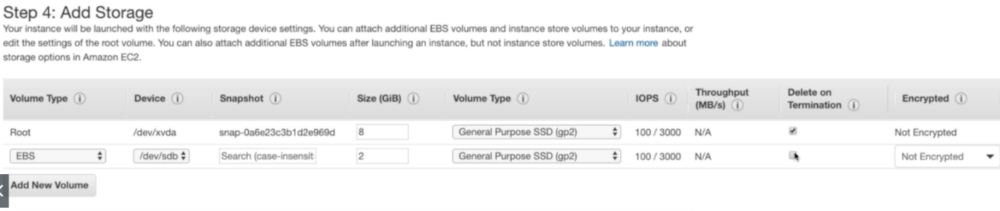 Step 4: Add Storage
Your instance will be launched with the following storage device settings. You can attach additional EBS volumes and instance store volumes to your instance, or
edit the settings of the root volume. You can also attach additional EBS volumes after launching an instance, but not instance store volumes. Learn more about
storage options in Amazon EC2.
Volume Type Device Snapshot Size (GiB) Volume Type IOPS Throughput (MB/s) Delete on Termination Encrypted
Root /dev/xvda snap-0a6e23c3b1d2e969d 8 General Purpose SSD (gp2) 100 / 3000 N/A Not Encrypted
EBS /dev/sdb Search (case-insensit 2 General Purpose SSD (gp2) 100 / 3000 N/A Not Encrypted
Add New Volume